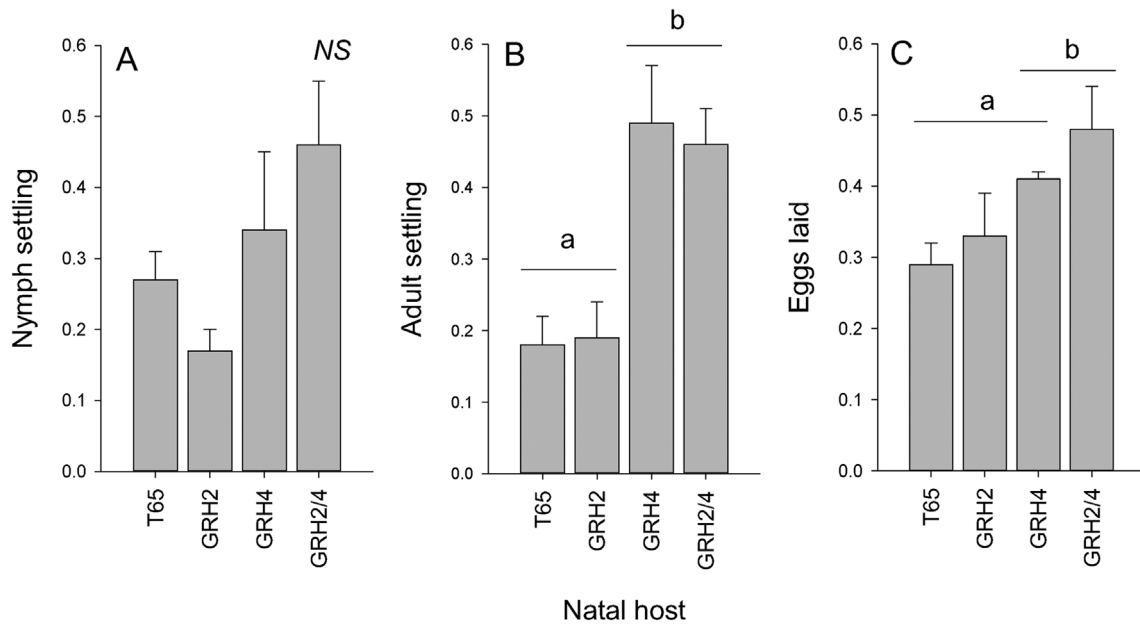 A
NS
Nymph settling
0.6
0.5
0.4
0.3
0.2
0.1
0.0
T65
GRH2
GRH4
GRH2/4
B
a
b
Adult settling
0.6
0.5
0.4
0.3
0.2
0.1
0.0
T65
GRH2
GRH4
GRH2/4
C
a
b
Eggs laid
0.6
0.5
0.4
0.3
0.2
0.1
0.0
T65
GRH2
GRH4
GRH2/4
Natal host